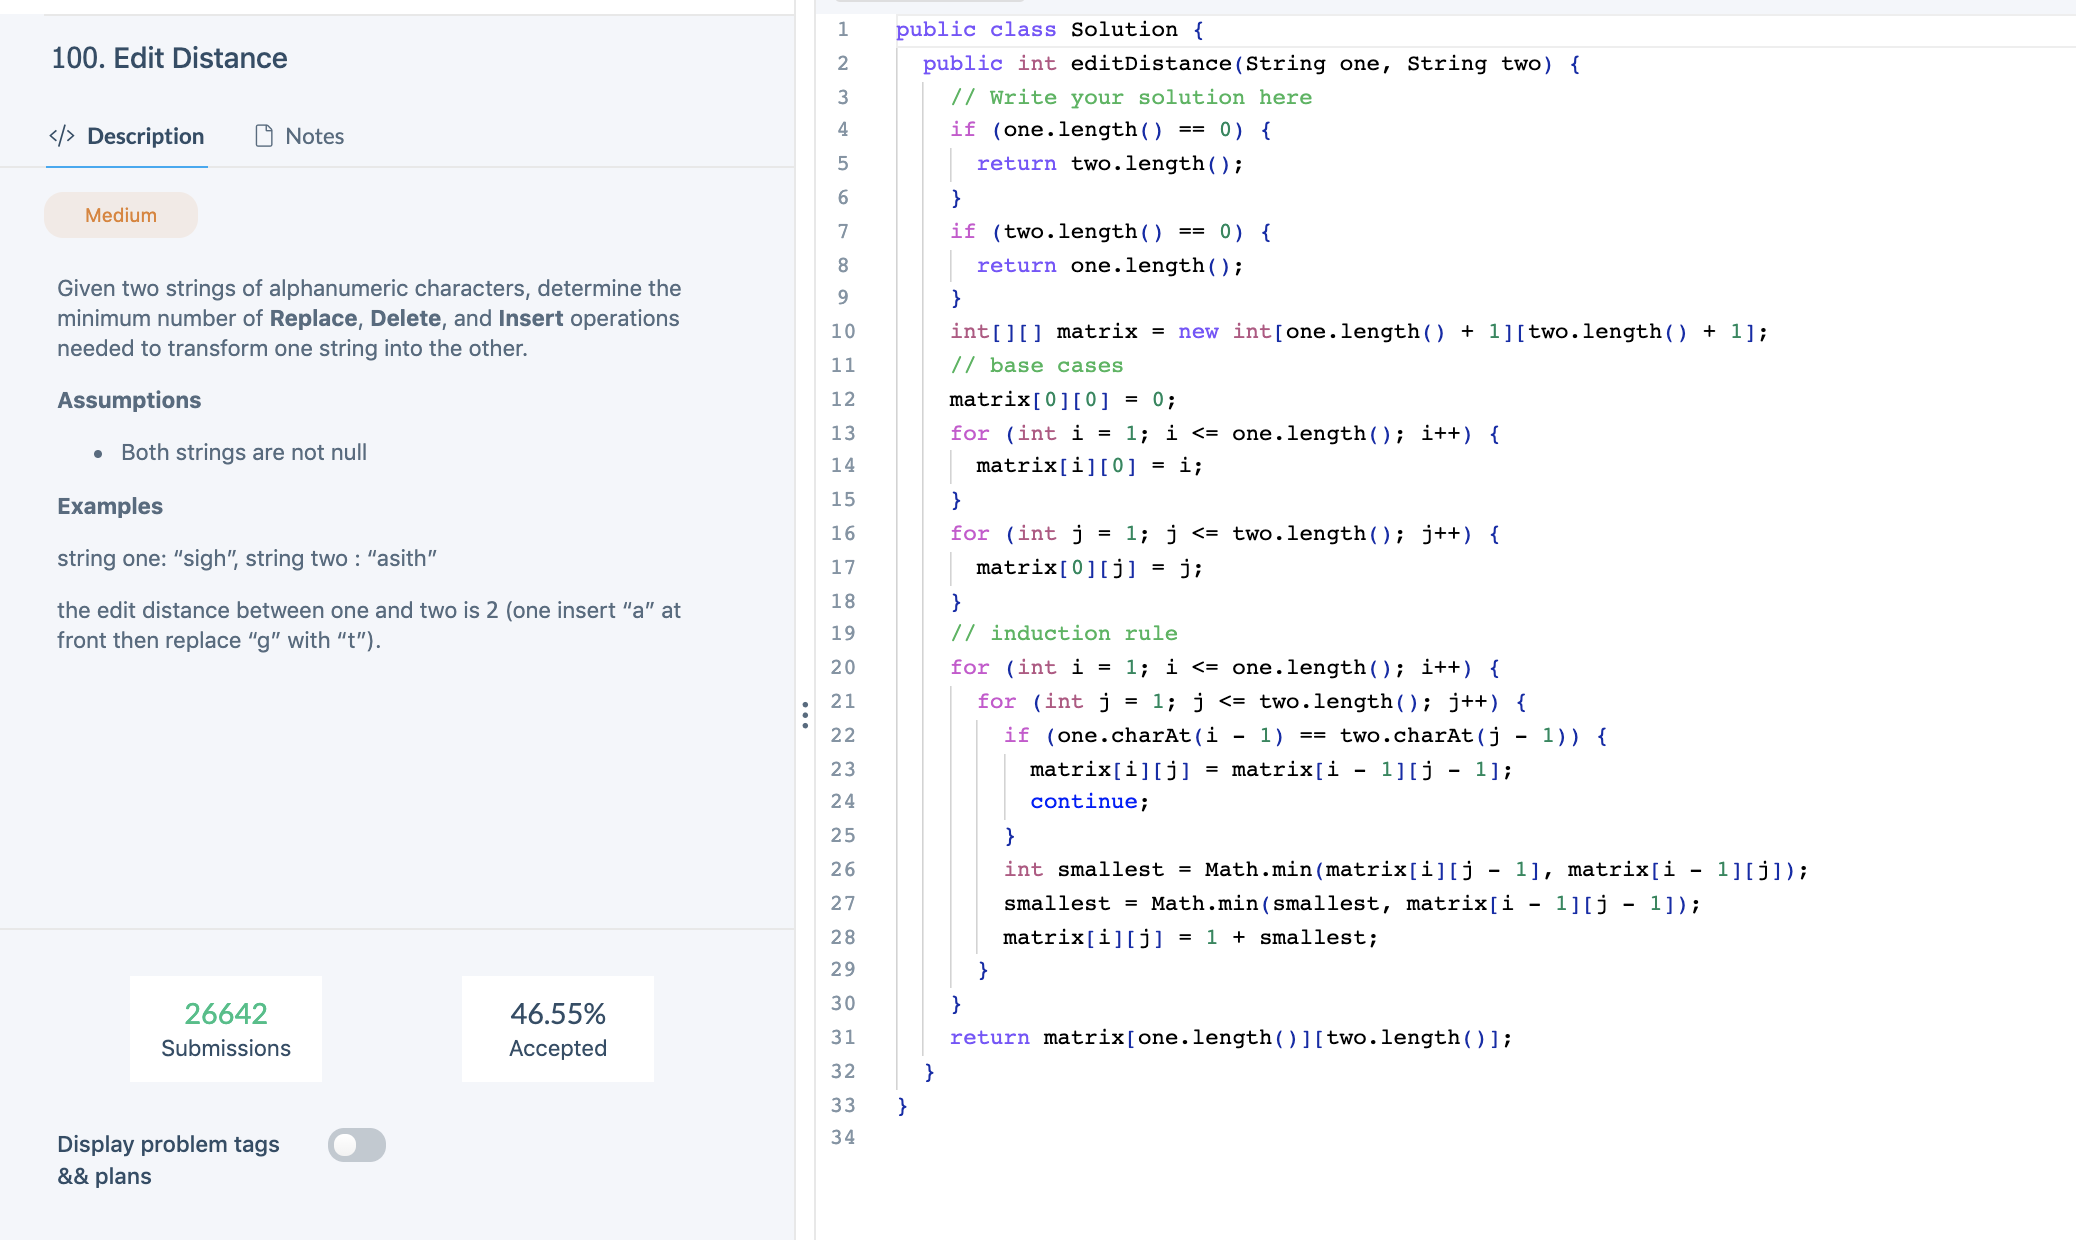 100. Edit Distance
</> Description Notes
Medium
Given two strings of alphanumeric characters, determine the
minimum number of Replace, Delete, and Insert operations
needed to transform one string into the other.
Assumptions
• Both strings are not null
Examples
string one: “sigh”, string two : “asith”
the edit distance between one and two is 2 (one insert “a” at
front then replace “g” with “t”).
26642
Submissions
46.55%
Accepted
Display problem tags
&& plans
1 public class Solution {
2   public int editDistance(String one, String two) {
3     // Write your solution here
4     if (one.length() == 0) {
5       return two.length();
6     }
7     if (two.length() == 0) {
8       return one.length();
9     }
10     int[][] matrix = new int[one.length() + 1][two.length() + 1];
11     // base cases
12     matrix[0][0] = 0;
13     for (int i = 1; i <= one.length(); i++) {
14       matrix[i][0] = i;
15     }
16     for (int j = 1; j <= two.length(); j++) {
17       matrix[0][j] = j;
18     }
19     // induction rule
20     for (int i = 1; i <= one.length(); i++) {
21       for (int j = 1; j <= two.length(); j++) {
22         if (one.charAt(i - 1) == two.charAt(j - 1)) {
23           matrix[i][j] = matrix[i - 1][j - 1];
24           continue;
25         }
26         int smallest = Math.min(matrix[i][j - 1], matrix[i - 1][j]);
27         smallest = Math.min(smallest, matrix[i - 1][j - 1]);
28         matrix[i][j] = 1 + smallest;
29       }
30     }
31     return matrix[one.length()][two.length()];
32   }
33 }
34